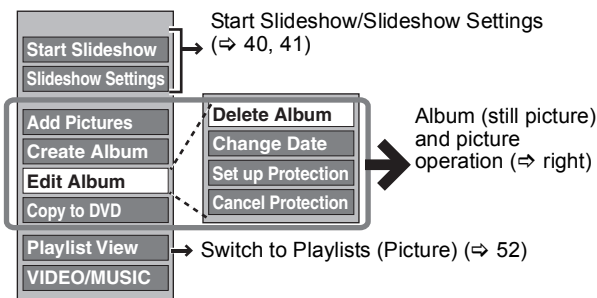 Start Slideshow
Slideshow Settings
Start Slideshow/Slideshow Settings
(⇨ 40, 41)
Add Pictures
Create Album
Edit Album
Copy to DVD
Delete Album
Change Date
Set up Protection
Cancel Protection
Album (still picture)
and picture
operation (⇨ right)
Playlist View
VIDEO/MUSIC
Switch to Playlists (Picture) (⇨ 52)